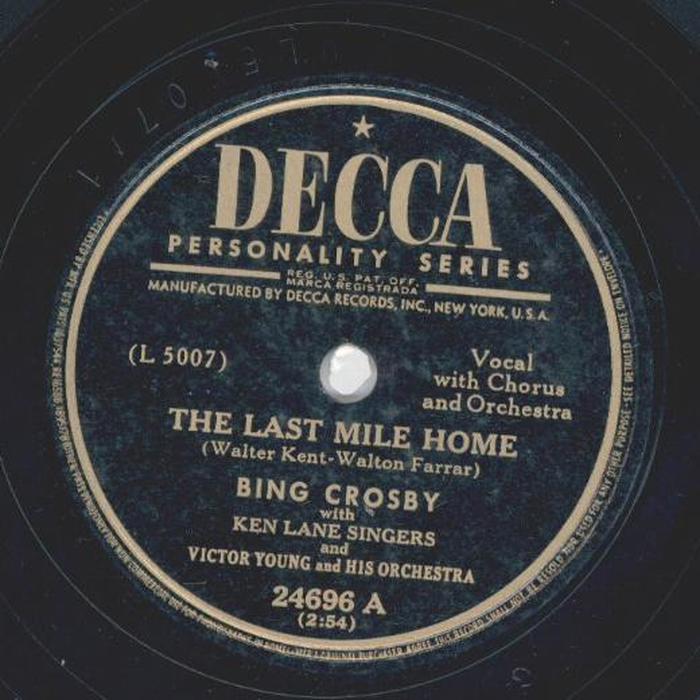 DECCA
PERSONALITY SERIES
REG. U.S. PAT. OFF.
MARCA REGISTRADA
MANUFACTURED BY DECCA RECORDS, INC., NEW YORK, U.S.A.
(L 5007)
Vocal
with Chorus
and Orchestra
THE LAST MILE HOME
(Walter Kent-Walton Farrar)
BING CROSBY
with
KEN LANE SINGERS
and
VICTOR YOUNG and HIS ORCHESTRA
24696 A
(2:54)